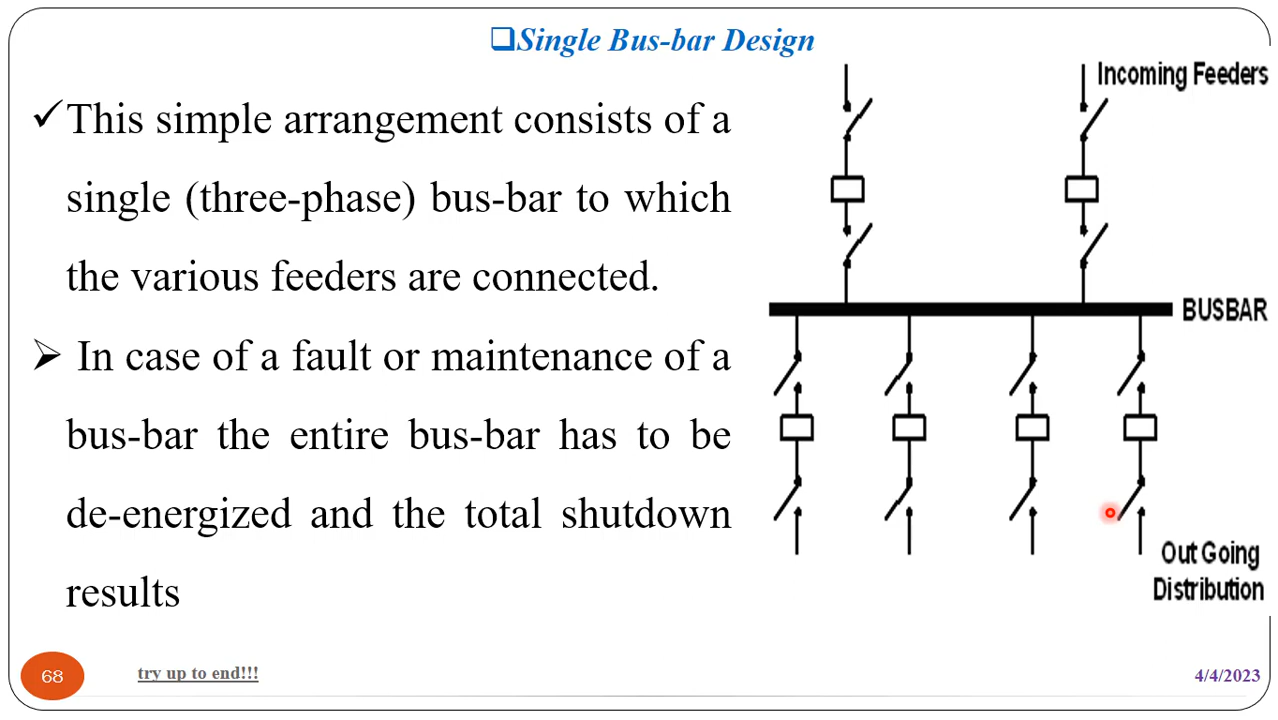 ❑Single Bus-bar Design
✓This simple arrangement consists of a
single (three-phase) bus-bar to which
the various feeders are connected.
➢ In case of a fault or maintenance of a
bus-bar the entire bus-bar has to be
de-energized and the total shutdown
results
Incoming Feeders
BUSBAR
Out Going
Distribution
68
try up to end!!!
4/4/2023